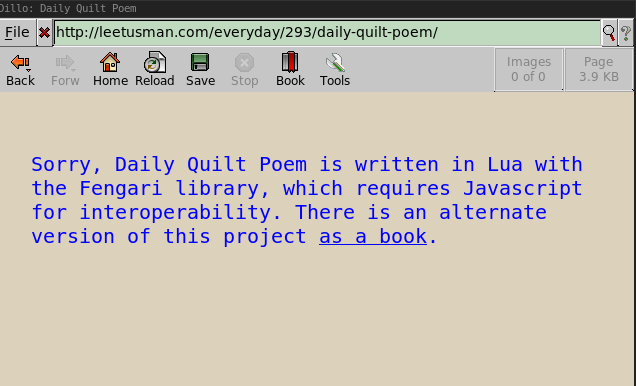 Dillo: Daily Quilt Poem
File
http://leetusman.com/everyday/293/daily-quilt-poem/
?
Back Forw Home Reload Save Stop Book Tools
Images
0 of 0
Page
3.9 KB
Sorry, Daily Quilt Poem is written in Lua with
the Fengari library, which requires Javascript
for interoperability. There is an alternate
version of this project as a book.